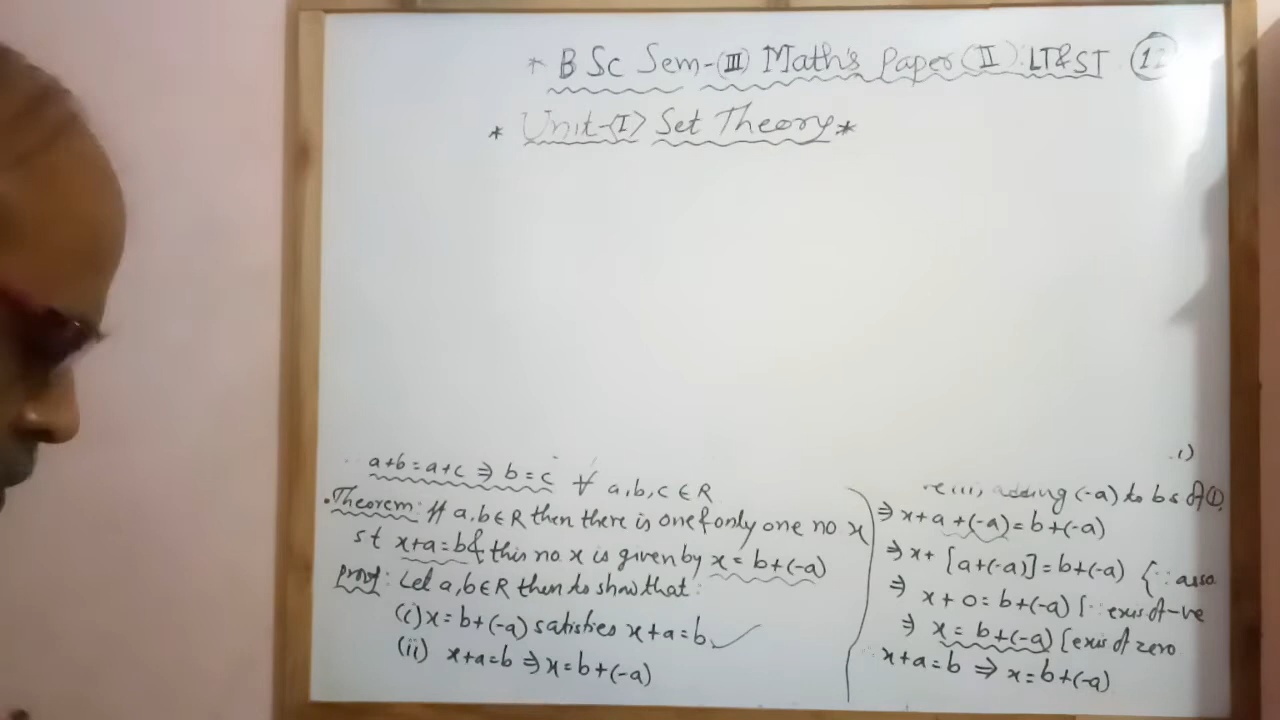 * B Sc Sem-(III) Math's Paper (II) LT&ST
* Unit-(I) Set Theory *
a+b=a+c ⇒ b=c ∀ a,b,c ∈ R
Theorem: If a,b∈R then there is one & only one no x
st x+a=b & this no x is given by x = b+(-a)
Proof: Let a,b∈R then to show that:
(i) x=b+(-a) satisfies x+a=b ✓
(ii) x+a=b ⇒ x=b+(-a)
adding (-a) to bs of ①
⇒ x+a+(-a)=b+(-a)
⇒ x+ [a+(-a)]=b+(-a) {∵ asso
⇒ x+0=b+(-a) [∵ exis of -ve
⇒ x=b+(-a) [exis of zero
x+a=b ⇒ x=b+(-a)